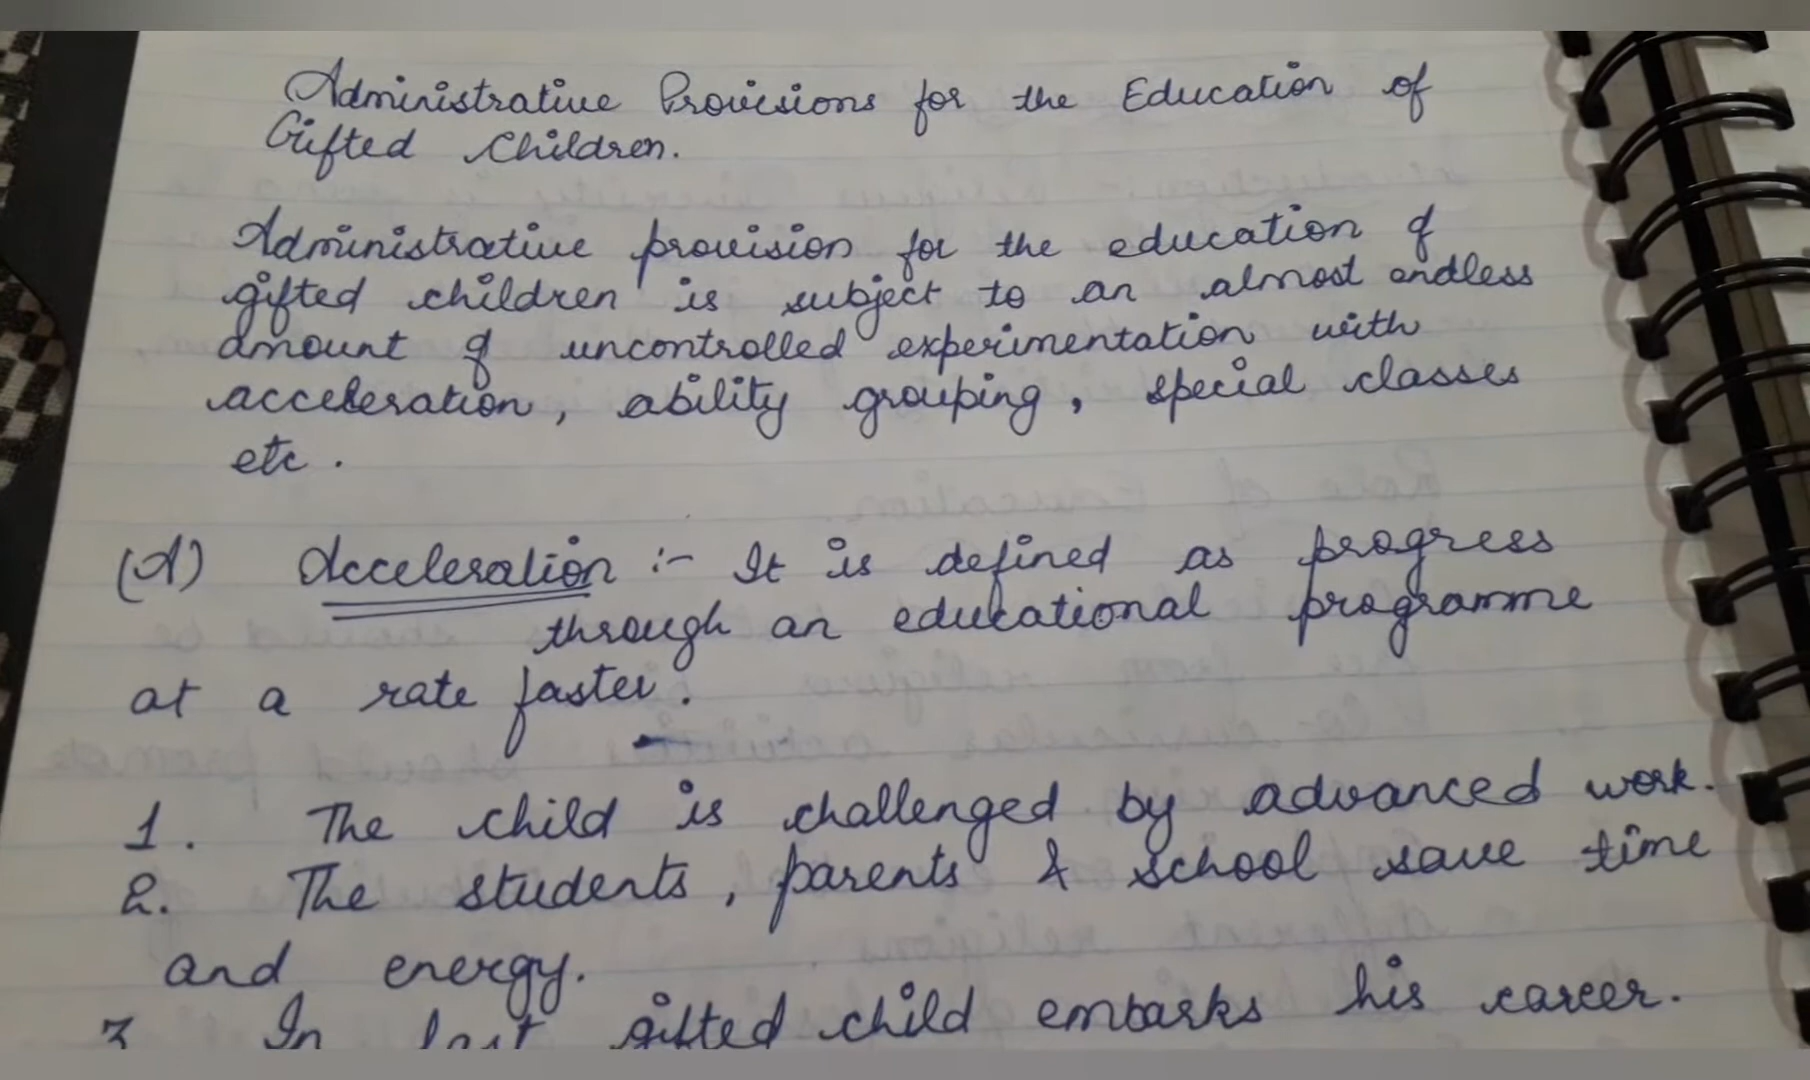 Administrative Provisions for the Education of
Gifted Children.
Administrative provision for the education of
gifted children is subject to an almost endless
amount of uncontrolled experimentation with
acceleration, ability grouping, special classes
etc.
(A) Acceleration :- It is defined as progress
through an educational programme
at a rate faster.
1. The child is challenged by advanced work.
2. The students, parents & school save time
and energy.
3 In last gifted child embarks his career.